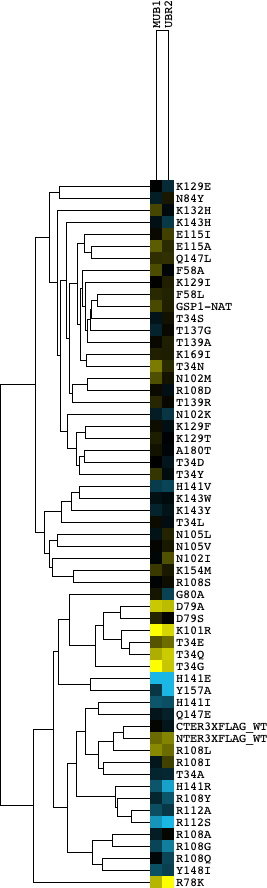 MUB1
UBR2
K129E
N84Y
K132H
K143H
E115I
E115A
Q147L
F58A
K129I
F58L
GSP1-NAT
T34S
T137G
T139A
K169I
T34N
N102M
R108D
T139R
N102K
K129F
K129T
A180T
T34D
T34Y
H141V
K143W
K143Y
T34L
N105L
N105V
N102I
K154M
R108S
G80A
D79A
D79S
K101R
T34E
T34Q
T34G
H141E
Y157A
H141I
Q147E
CTER3XFLAG_WT
NTER3XFLAG_WT
R108L
R108I
T34A
H141R
R108Y
R112A
R112S
R108A
R108G
R108Q
Y148I
R78K